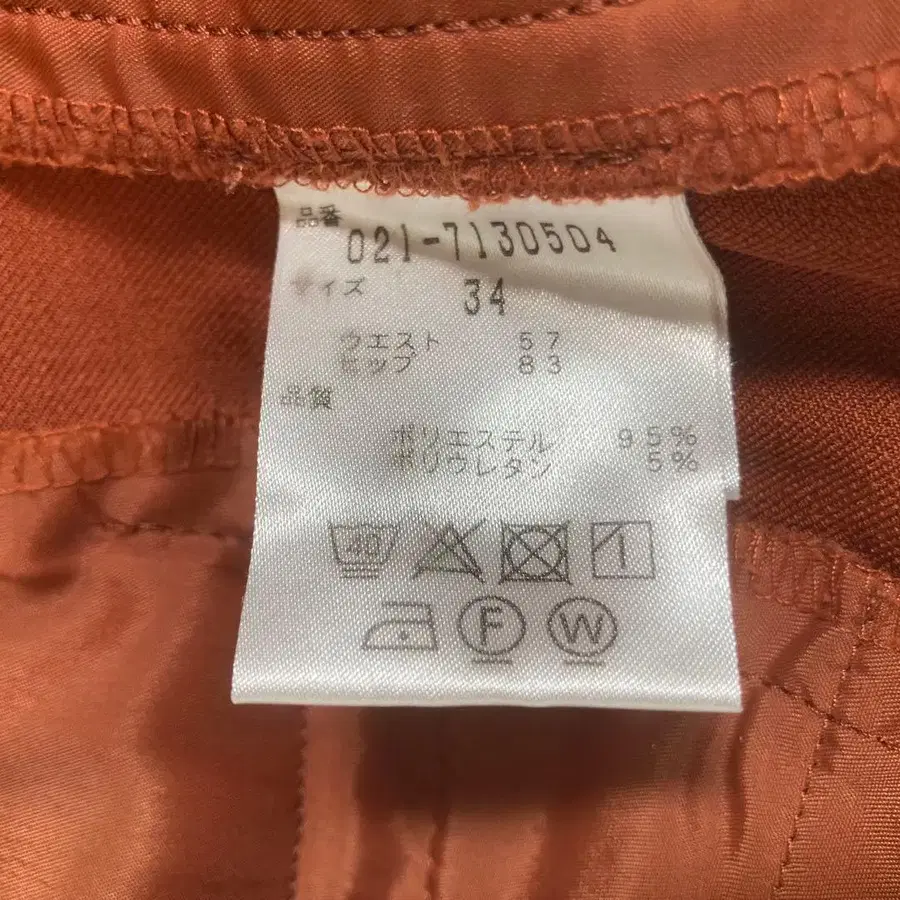 品番
021-7130504
サイズ 34
ウエスト 57
ヒップ 83
品質
ポリエステル 95%
ポリウレタン 5%
40
F W